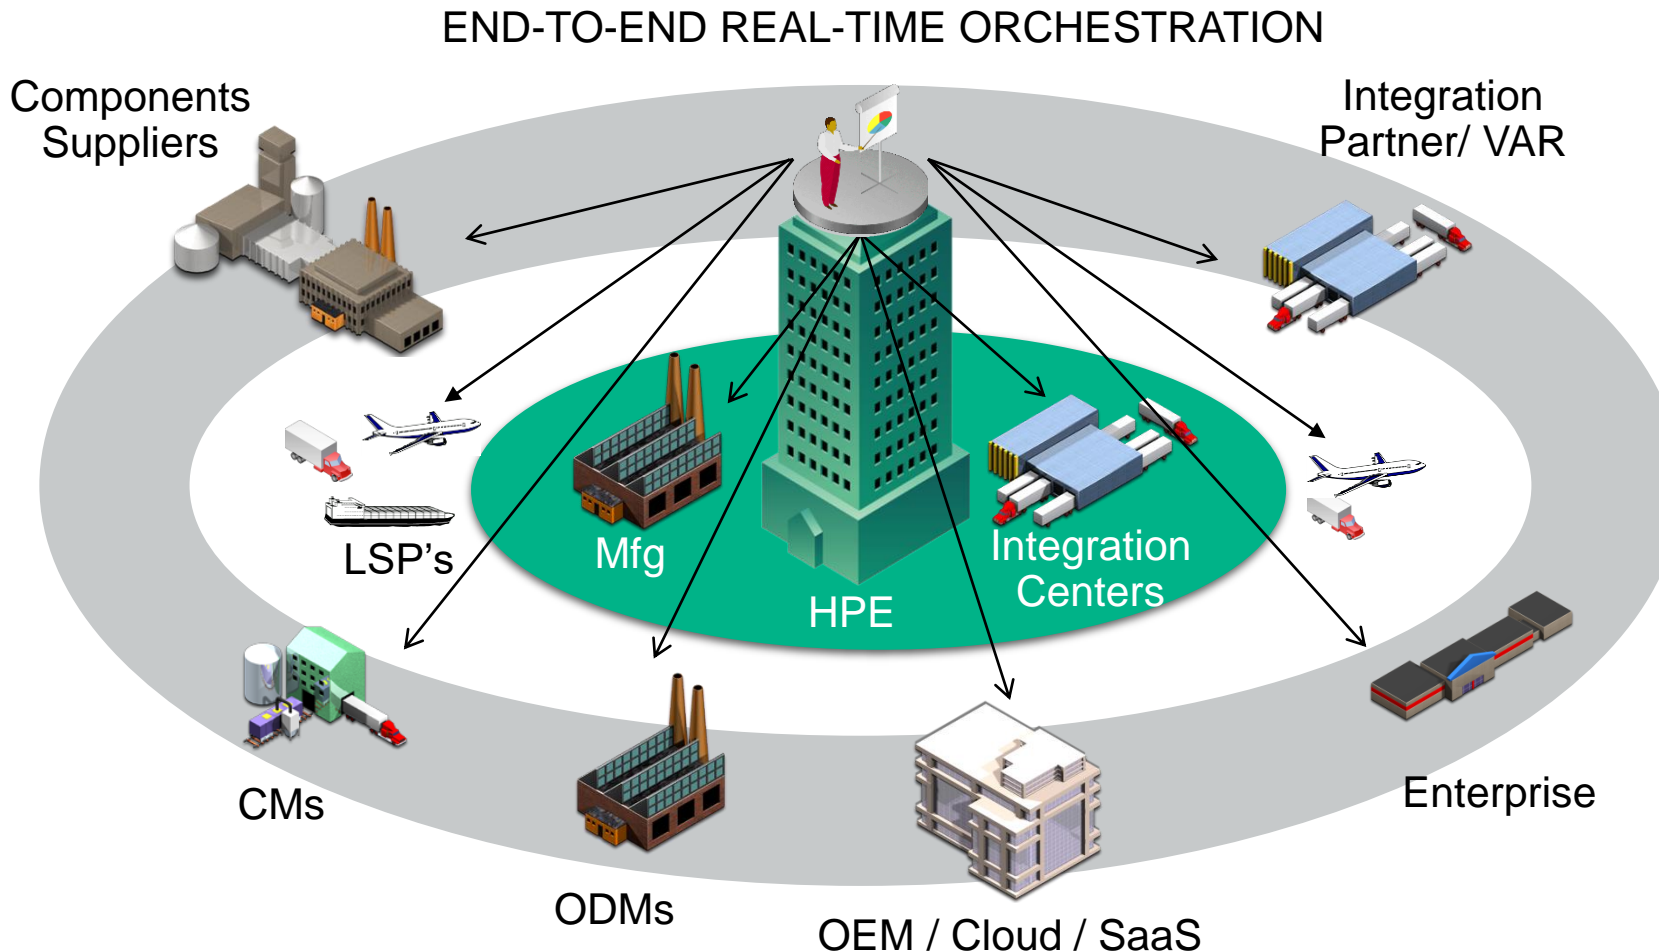 END-TO-END REAL-TIME ORCHESTRATION
Components
Suppliers
Integration
Partner/ VAR
LSP’s
Mfg
HPE
Integration
Centers
CMs
ODMs
OEM / Cloud / SaaS
Enterprise